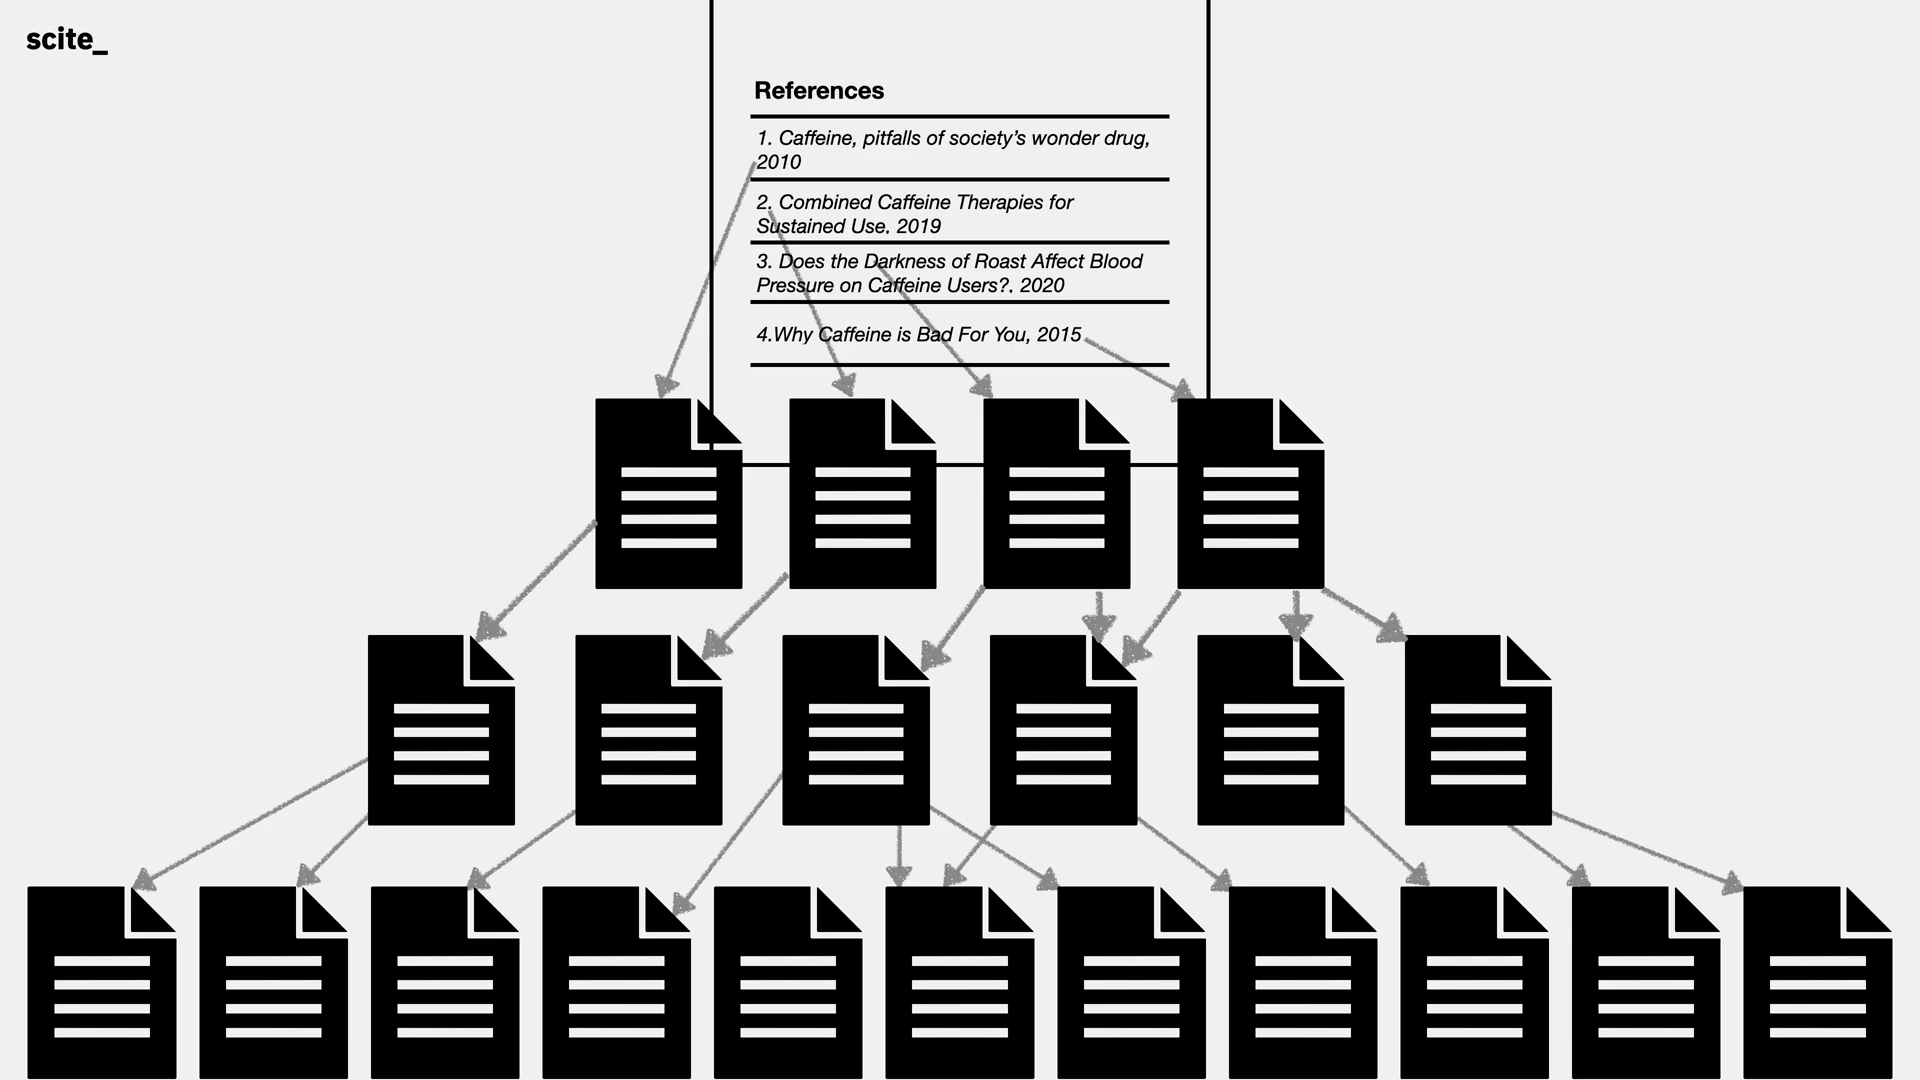 scite_
References
1. Caffeine, pitfalls of society’s wonder drug,
2010
2. Combined Caffeine Therapies for
Sustained Use. 2019
3. Does the Darkness of Roast Affect Blood
Pressure on Caffeine Users?. 2020
4.Why Caffeine is Bad For You, 2015